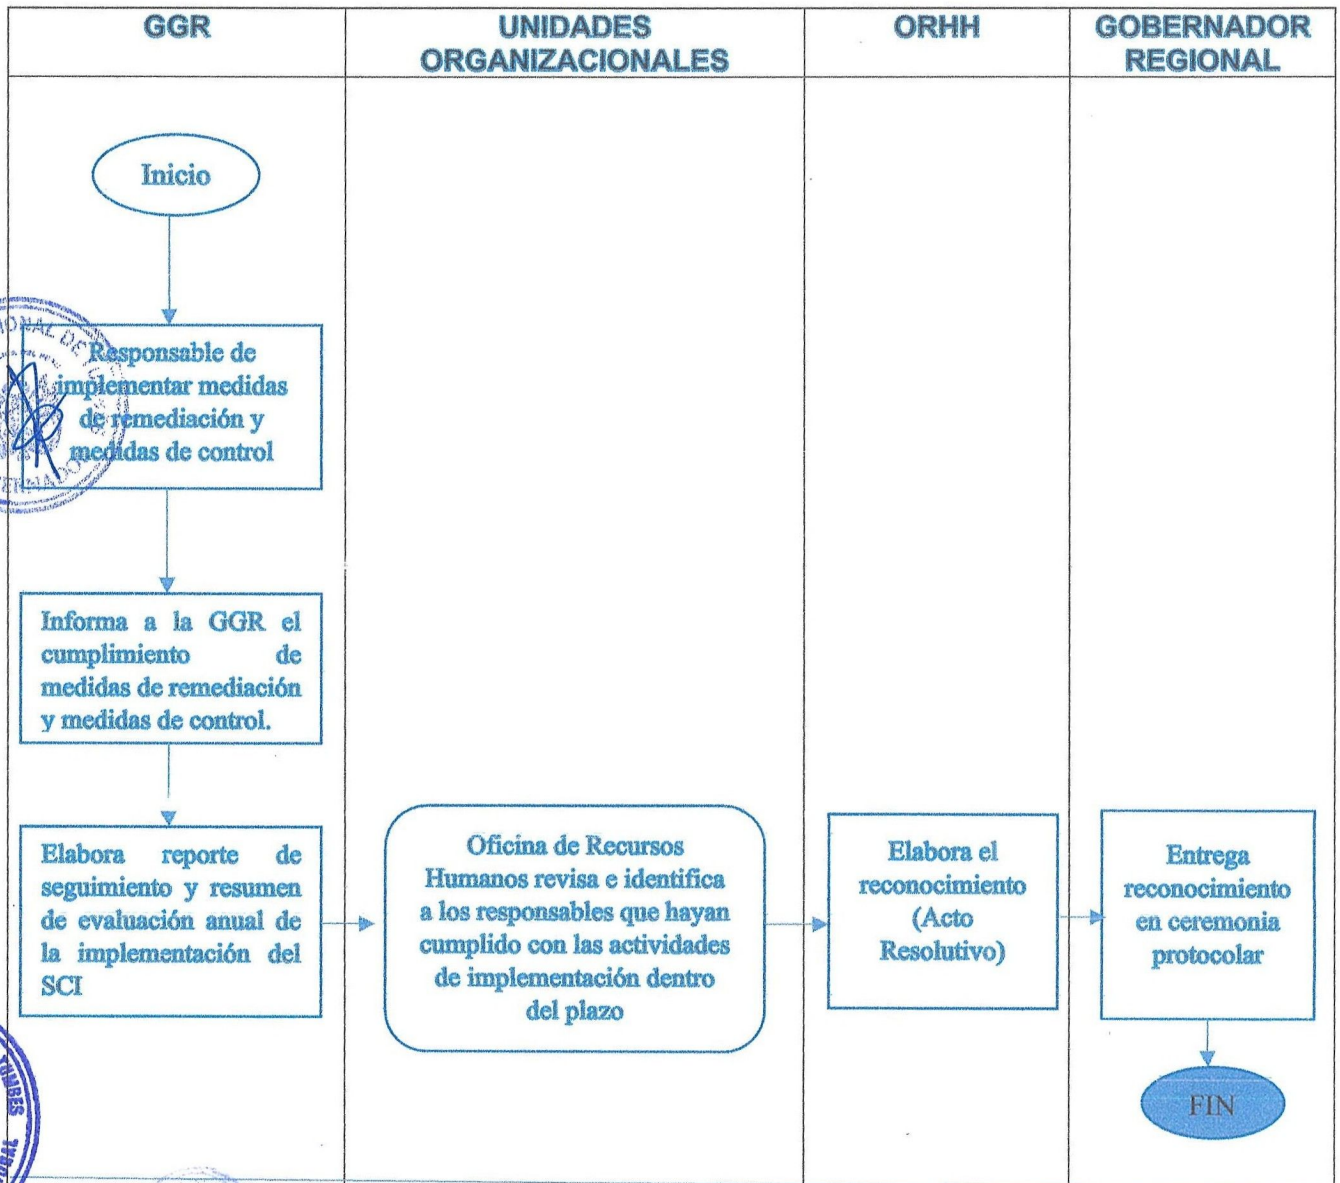 GGR
UNIDADES
ORGANIZACIONALES
ORHH
GOBERNADOR
REGIONAL
Inicio
Responsable de
implementar medidas
de remediación y
medidas de control
Informa a la GGR el
cumplimiento de
medidas de remediación
y medidas de control.
Elabora reporte de
seguimiento y resumen
de evaluación anual de
la implementación del
SCI
Oficina de Recursos
Humanos revisa e identifica
a los responsables que hayan
cumplido con las actividades
de implementación dentro
del plazo
Elabora el
reconocimiento
(Acto
Resolutivo)
Entrega
reconocimiento
en ceremonia
protocolar
FIN
TUMBES